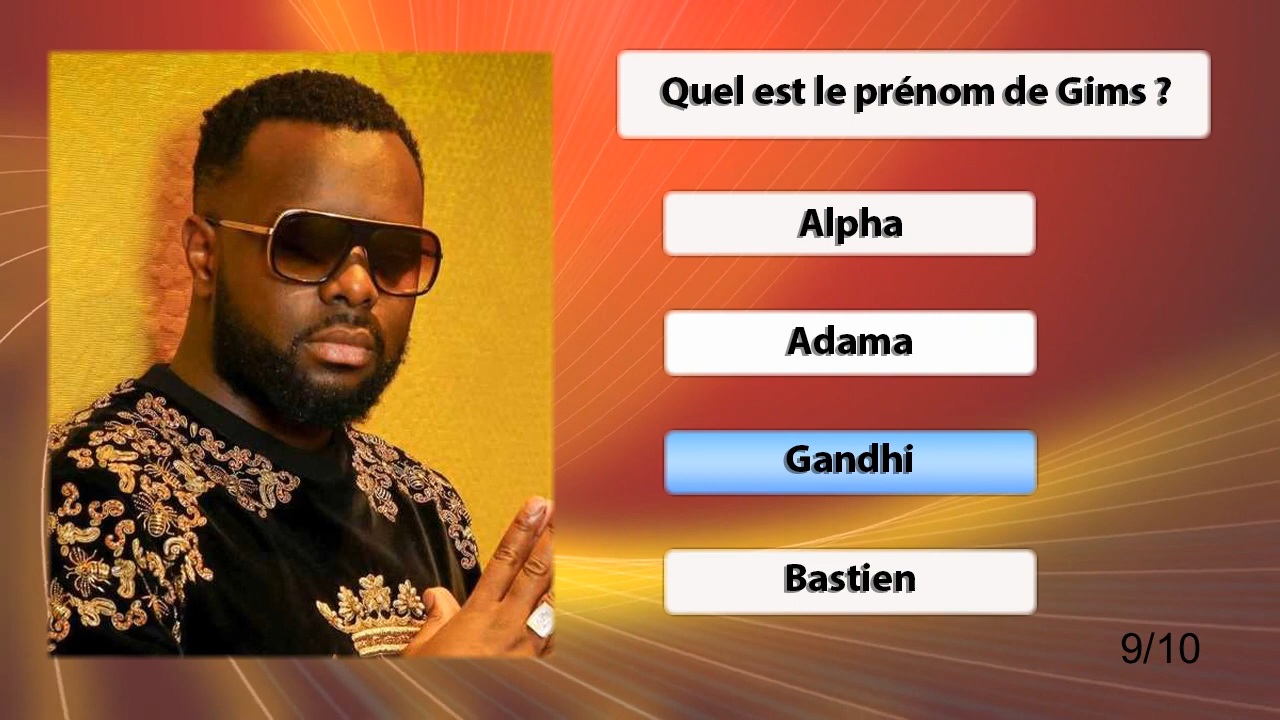 Quel est le prénom de Gims ?
Alpha
Adama
Gandhi
Bastien
9/10